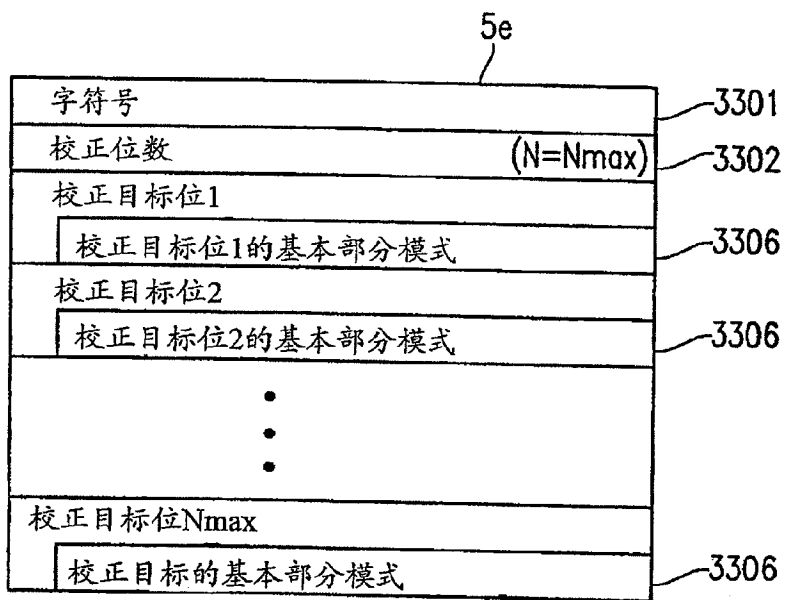 5e
字符号 3301
校正位数 (N=Nmax) 3302
校正目标位1
校正目标位1的基本部分模式 3306
校正目标位2
校正目标位2的基本部分模式 3306
校正目标位Nmax
校正目标的基本部分模式 3306